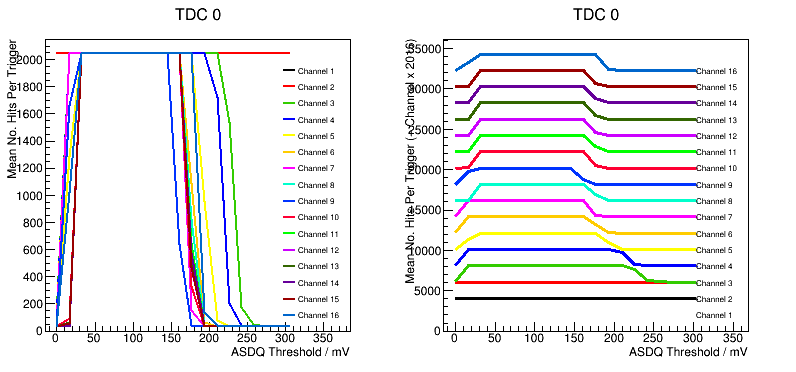 TDC 0
Mean No. Hits Per Trigger
2000
1800
1600
1400
1200
1000
800
600
400
200
0
0 50 100 150 200 250 300 350
ASDQ Threshold / mV
Channel 1
Channel 2
Channel 3
Channel 4
Channel 5
Channel 6
Channel 7
Channel 8
Channel 9
Channel 10
Channel 11
Channel 12
Channel 13
Channel 14
Channel 15
Channel 16
TDC 0
Mean No. Hits Per Trigger (+ Channel x 2016)
35000
30000
25000
20000
15000
10000
5000
0
0 50 100 150 200 250 300 350
ASDQ Threshold / mV
Channel 16
Channel 15
Channel 14
Channel 13
Channel 12
Channel 11
Channel 10
Channel 9
Channel 8
Channel 7
Channel 6
Channel 5
Channel 4
Channel 3
Channel 2
Channel 1